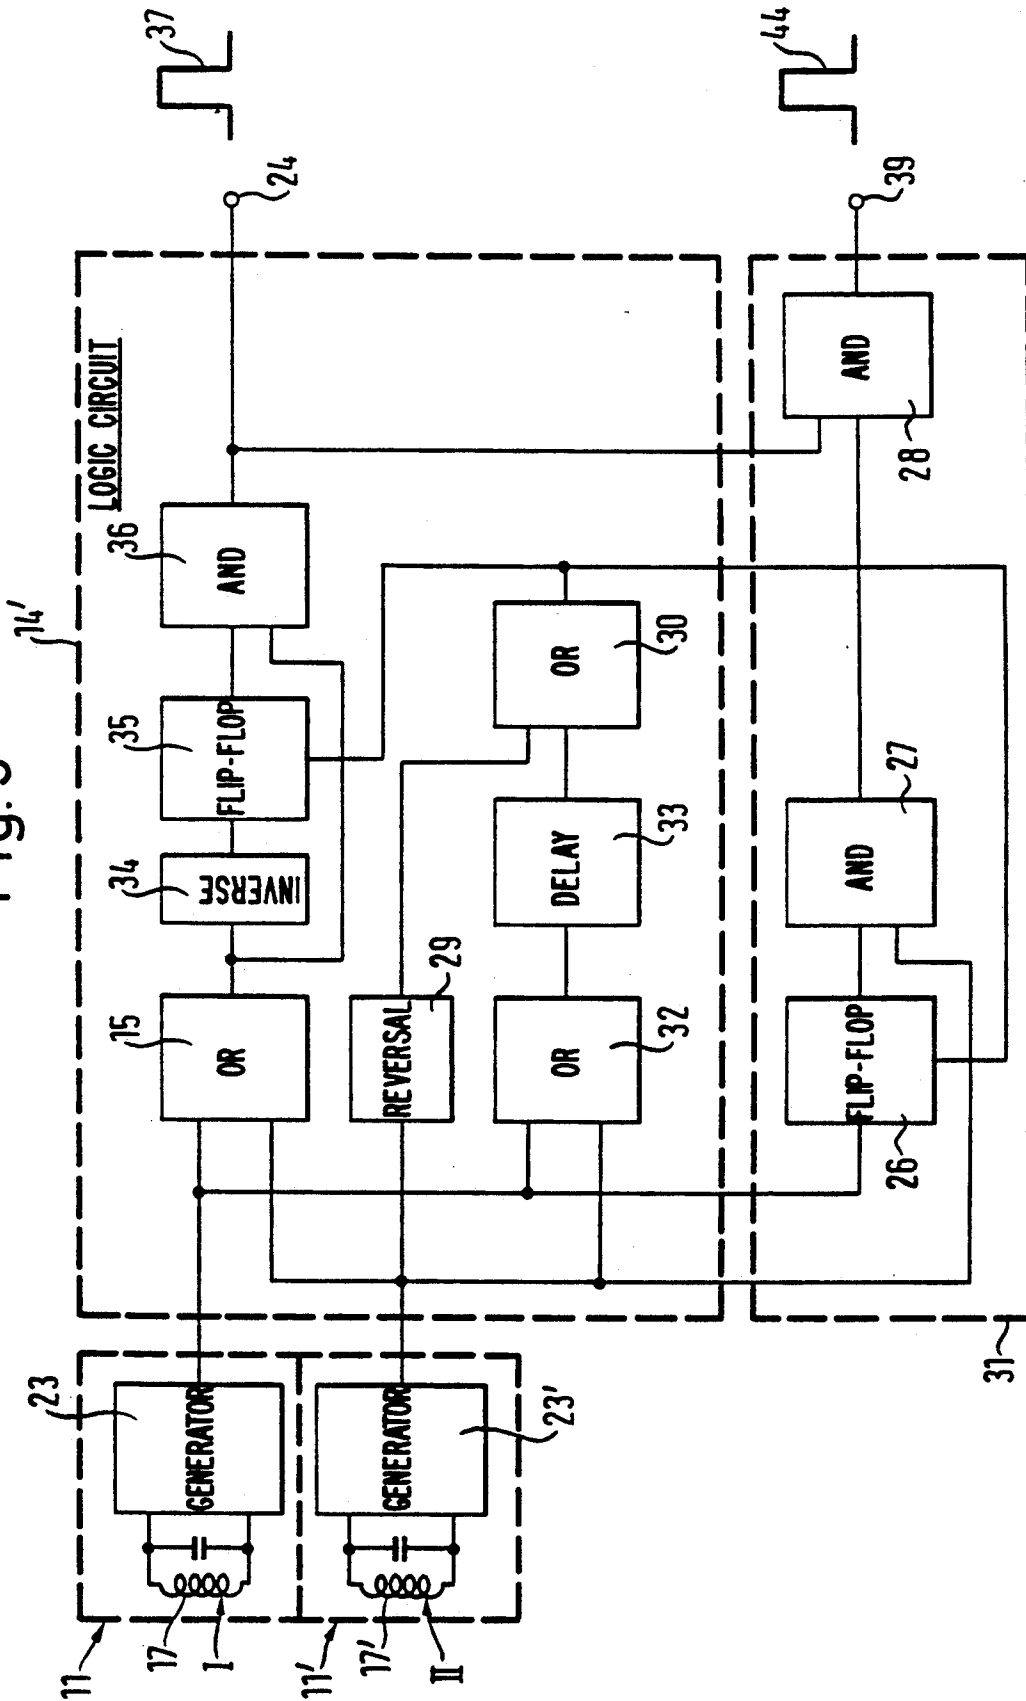 Fig.
14'
11
17
I
23
GENERATOR
11'
17'
II
23'
GENERATOR
LOGIC CIRCUIT
15
OR
34
INVERSE
35
FLIP-FLOP
36
AND
24
37
REVERSAL
29
OR
32
DELAY
33
OR
30
31
26
FLIP-FLOP
AND
27
AND
28
39
44